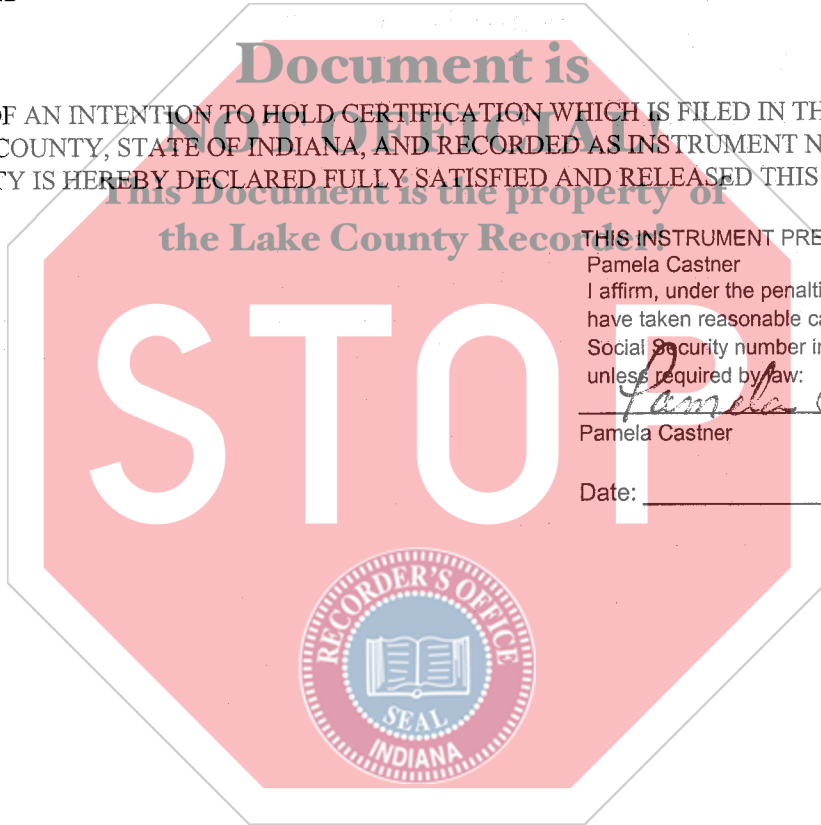 Document is
OF AN INTENTION TO HOLD CERTIFICATION WHICH IS FILED IN TH
NOT OFFICIAL!
COUNTY, STATE OF INDIANA, AND RECORDED AS INSTRUMENT N
TY IS HEREBY DECLARED FULLY SATISFIED AND RELEASED THIS
This Document is the property of
the Lake County Recorder!
THIS INSTRUMENT PRE
Pamela Castner
I affirm, under the penalti
have taken reasonable ca
Social Security number in
unless required by law:
Pamela C
Pamela Castner
Date:
STOP
RECORDER'S OFFICE
SEAL
INDIANA